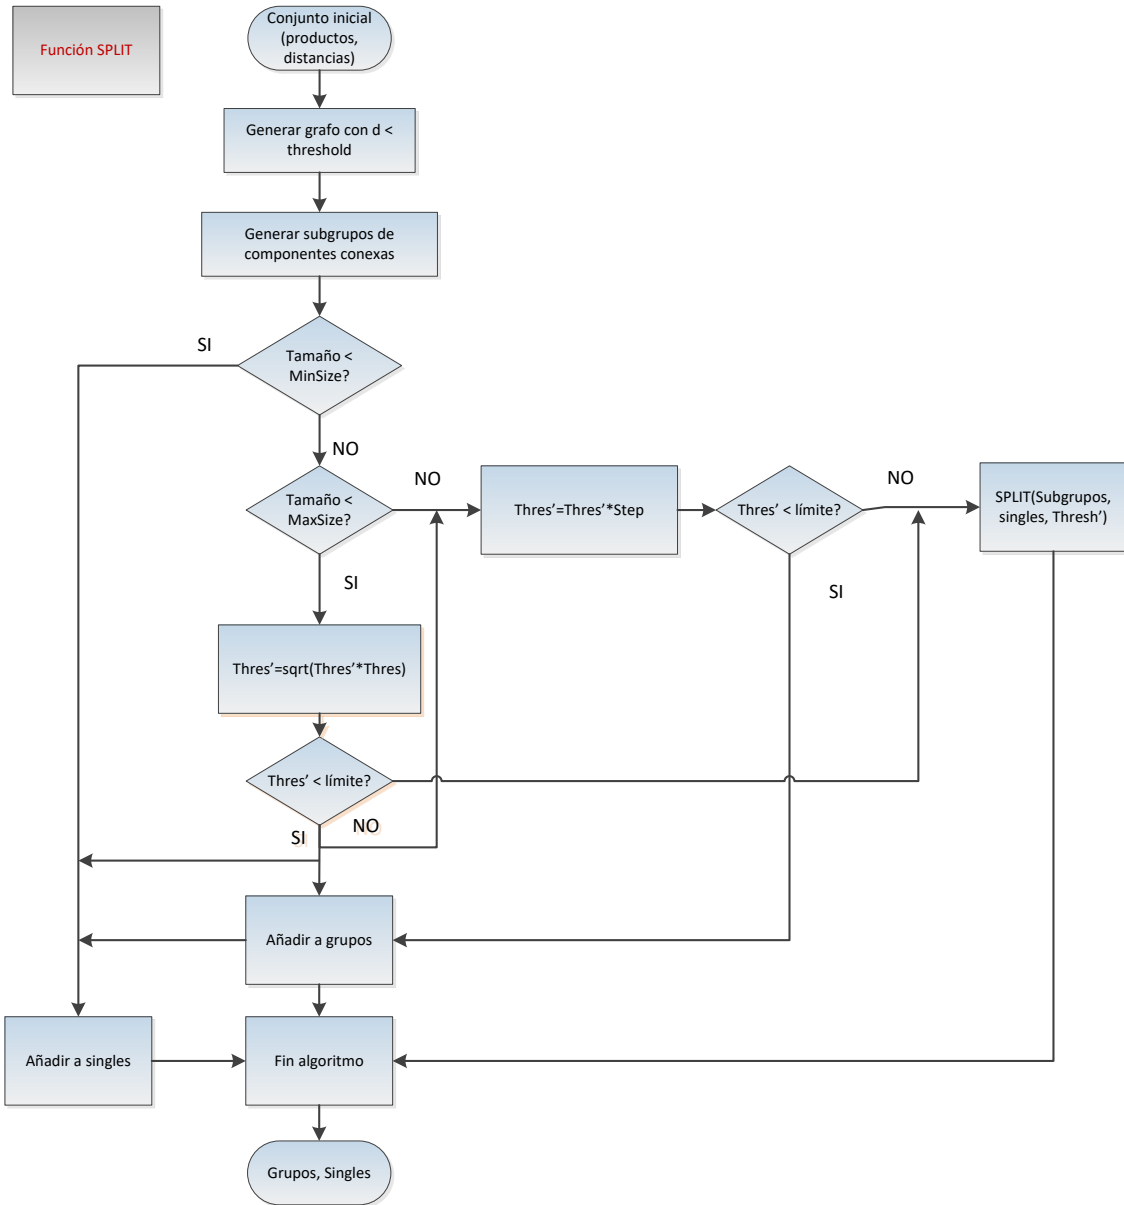 Función SPLIT
Conjunto inicial
(productos,
distancias)
Generar grafo con d <
threshold
Generar subgrupos de
componentes conexas
SI
Tamaño <
MinSize?
NO
Tamaño <
MaxSize?
NO
Thres’=Thres’*Step
Thres’ < límite?
NO
SPLIT(Subgrupos,
singles, Thresh’)
SI
SI
Thres’=sqrt(Thres’*Thres)
Thres’ < límite?
SI
NO
Añadir a grupos
Añadir a singles
Fin algoritmo
Grupos, Singles